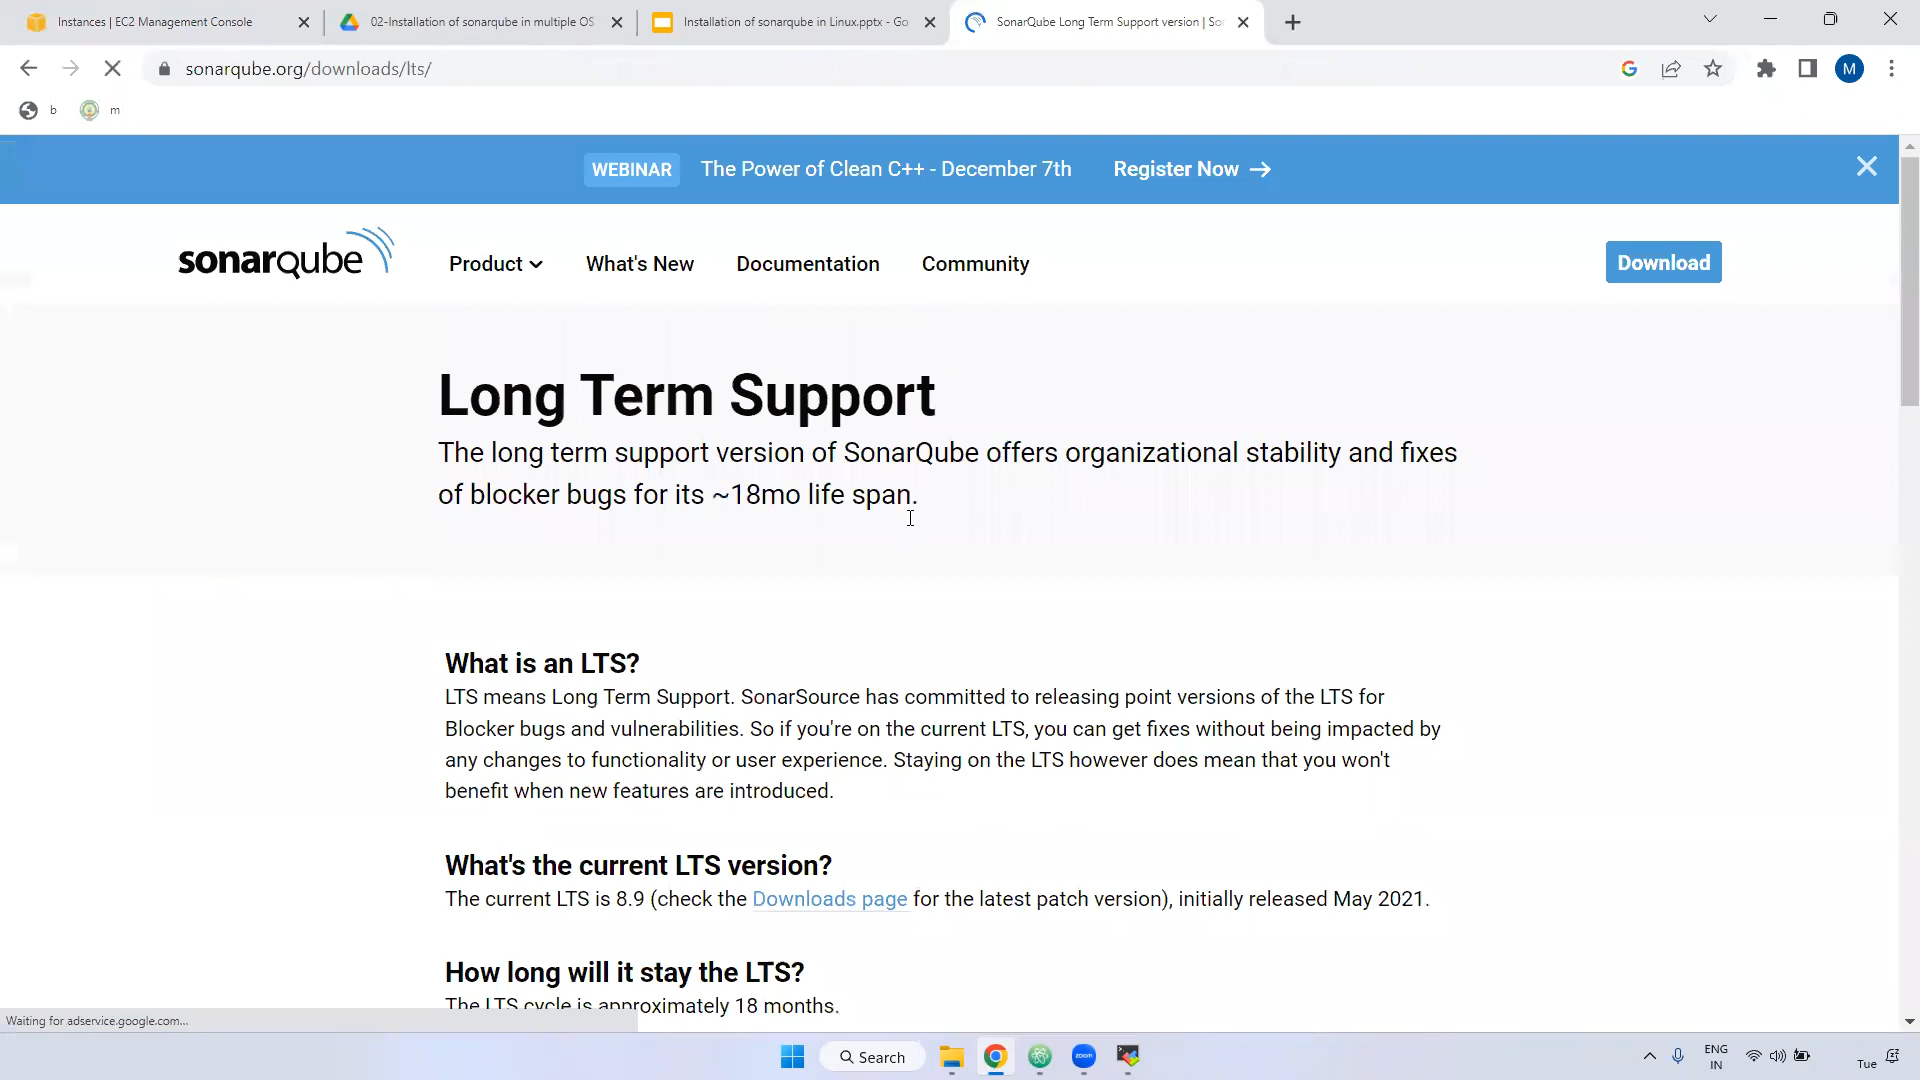 Instances | EC2 Management Console
02-Installation of sonarqube in multiple OS
Installation of sonarqube in Linux.pptx - Go
SonarQube Long Term Support version | Son
sonarqube.org/downloads/lts/
M
b
m
WEBINAR The Power of Clean C++ - December 7th Register Now →
sonarqube
Product
What's New
Documentation
Community
Download
Long Term Support
The long term support version of SonarQube offers organizational stability and fixes
of blocker bugs for its ~18mo life span.
What is an LTS?
LTS means Long Term Support. SonarSource has committed to releasing point versions of the LTS for
Blocker bugs and vulnerabilities. So if you're on the current LTS, you can get fixes without being impacted by
any changes to functionality or user experience. Staying on the LTS however does mean that you won't
benefit when new features are introduced.
What's the current LTS version?
The current LTS is 8.9 (check the Downloads page for the latest patch version), initially released May 2021.
How long will it stay the LTS?
The LTS cycle is approximately 18 months.
Waiting for adservice.google.com...
Search
zoom
ENG
IN
Tue